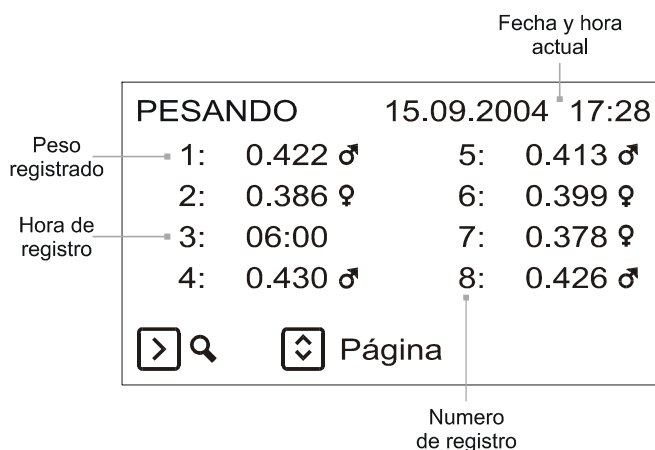 Fecha y hora
actual
PESANDO 15.09.2004 17:28
Peso
registrado
1: 0.422 ♂ 5: 0.413 ♂
2: 0.386 ♀ 6: 0.399 ♀
Hora de
registro
3: 06:00 7: 0.378 ♀
4: 0.430 ♂ 8: 0.426 ♂
> Página
Numero
de registro